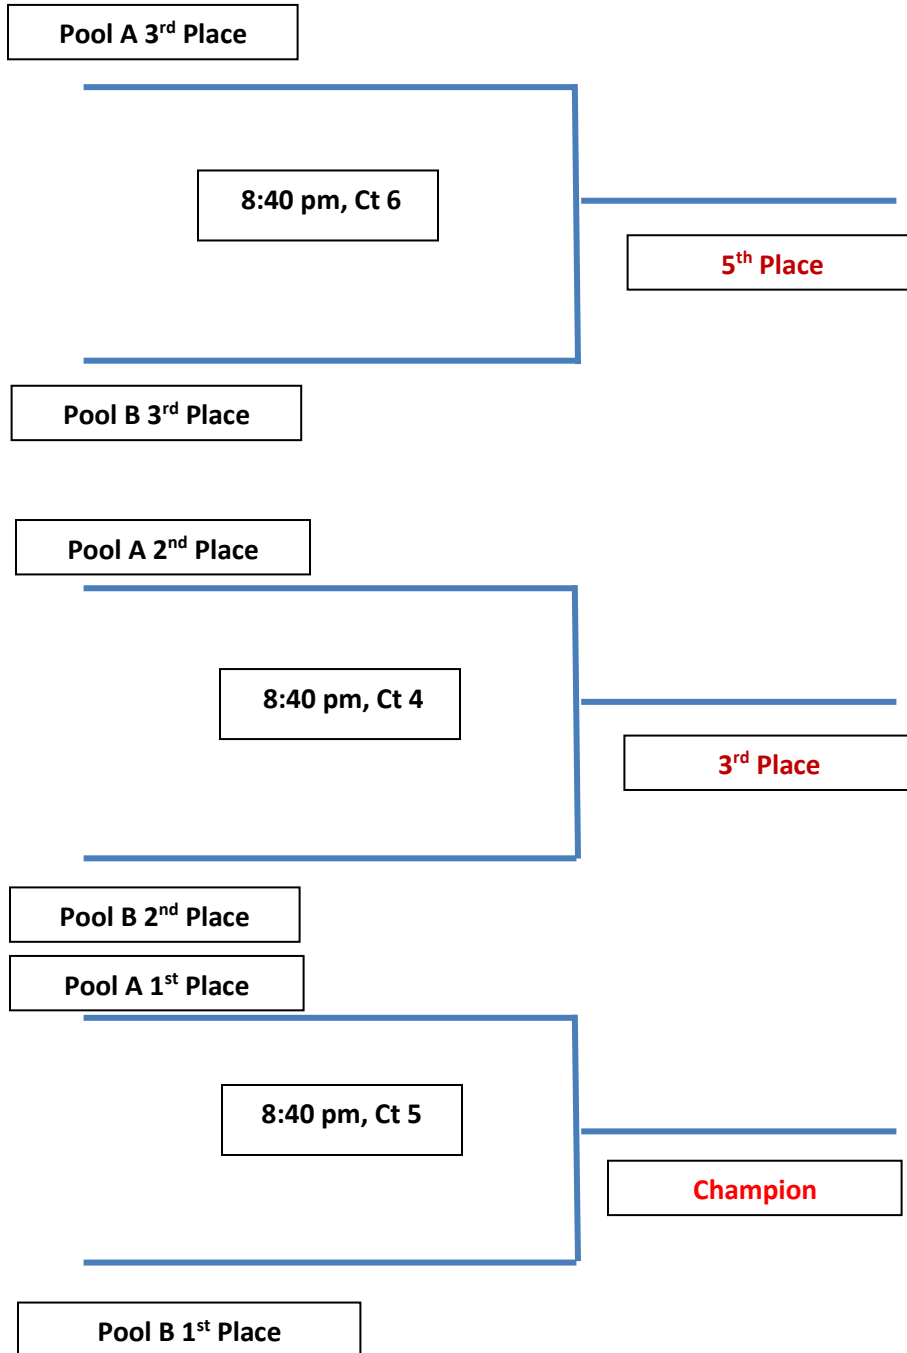 Pool A 3rd Place
8:40 pm, Ct 6
5th Place
Pool B 3rd Place
Pool A 2nd Place
8:40 pm, Ct 4
3rd Place
Pool B 2nd Place
Pool A 1st Place
8:40 pm, Ct 5
Champion
Pool B 1st Place